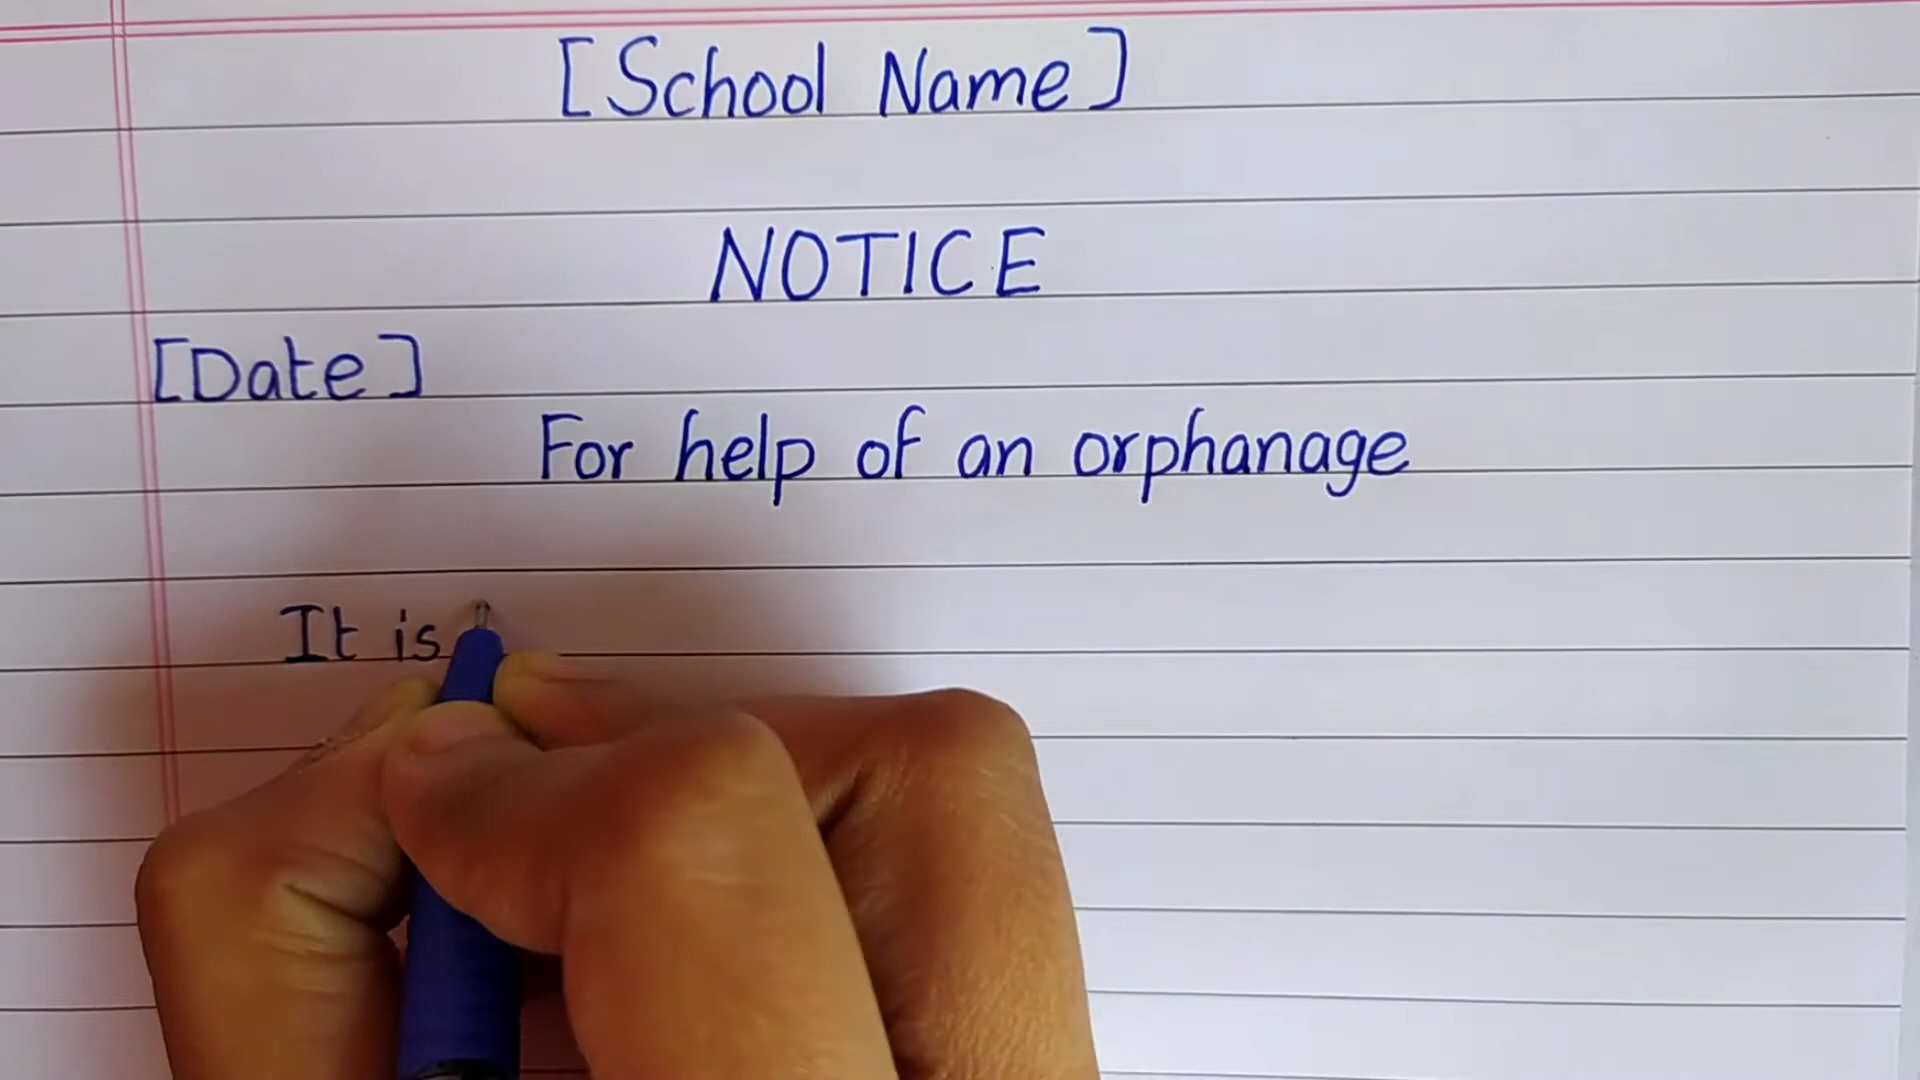 [School Name]
NOTICE
[Date]
For help of an orphanage
It is